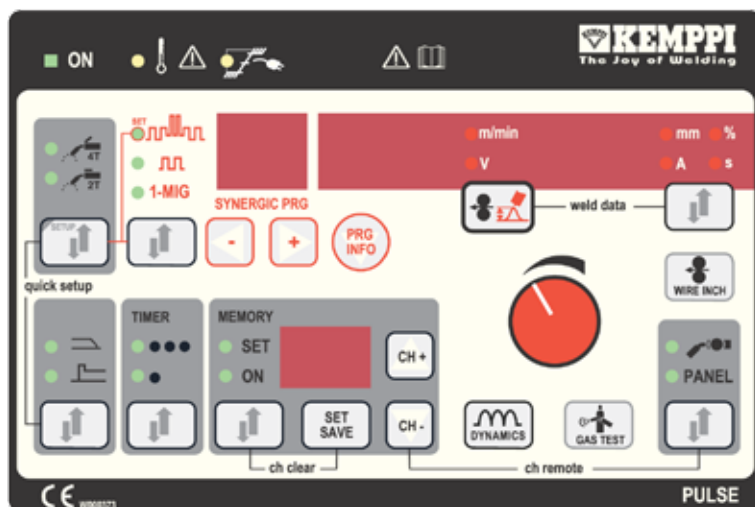 ON
KEMPPI
The Joy of Welding
SET
4T
2T
1-MIG
m/min
mm
%
V
A
s
SYNERGIC PRG
weld data
SETUP
-
+
PRG
INFO
quick setup
WIRE INCH
TIMER
MEMORY
SET
ON
CH +
PANEL
SET
SAVE
CH -
DYNAMICS
GAS TEST
ch clear
ch remote
CE
W000373
PULSE